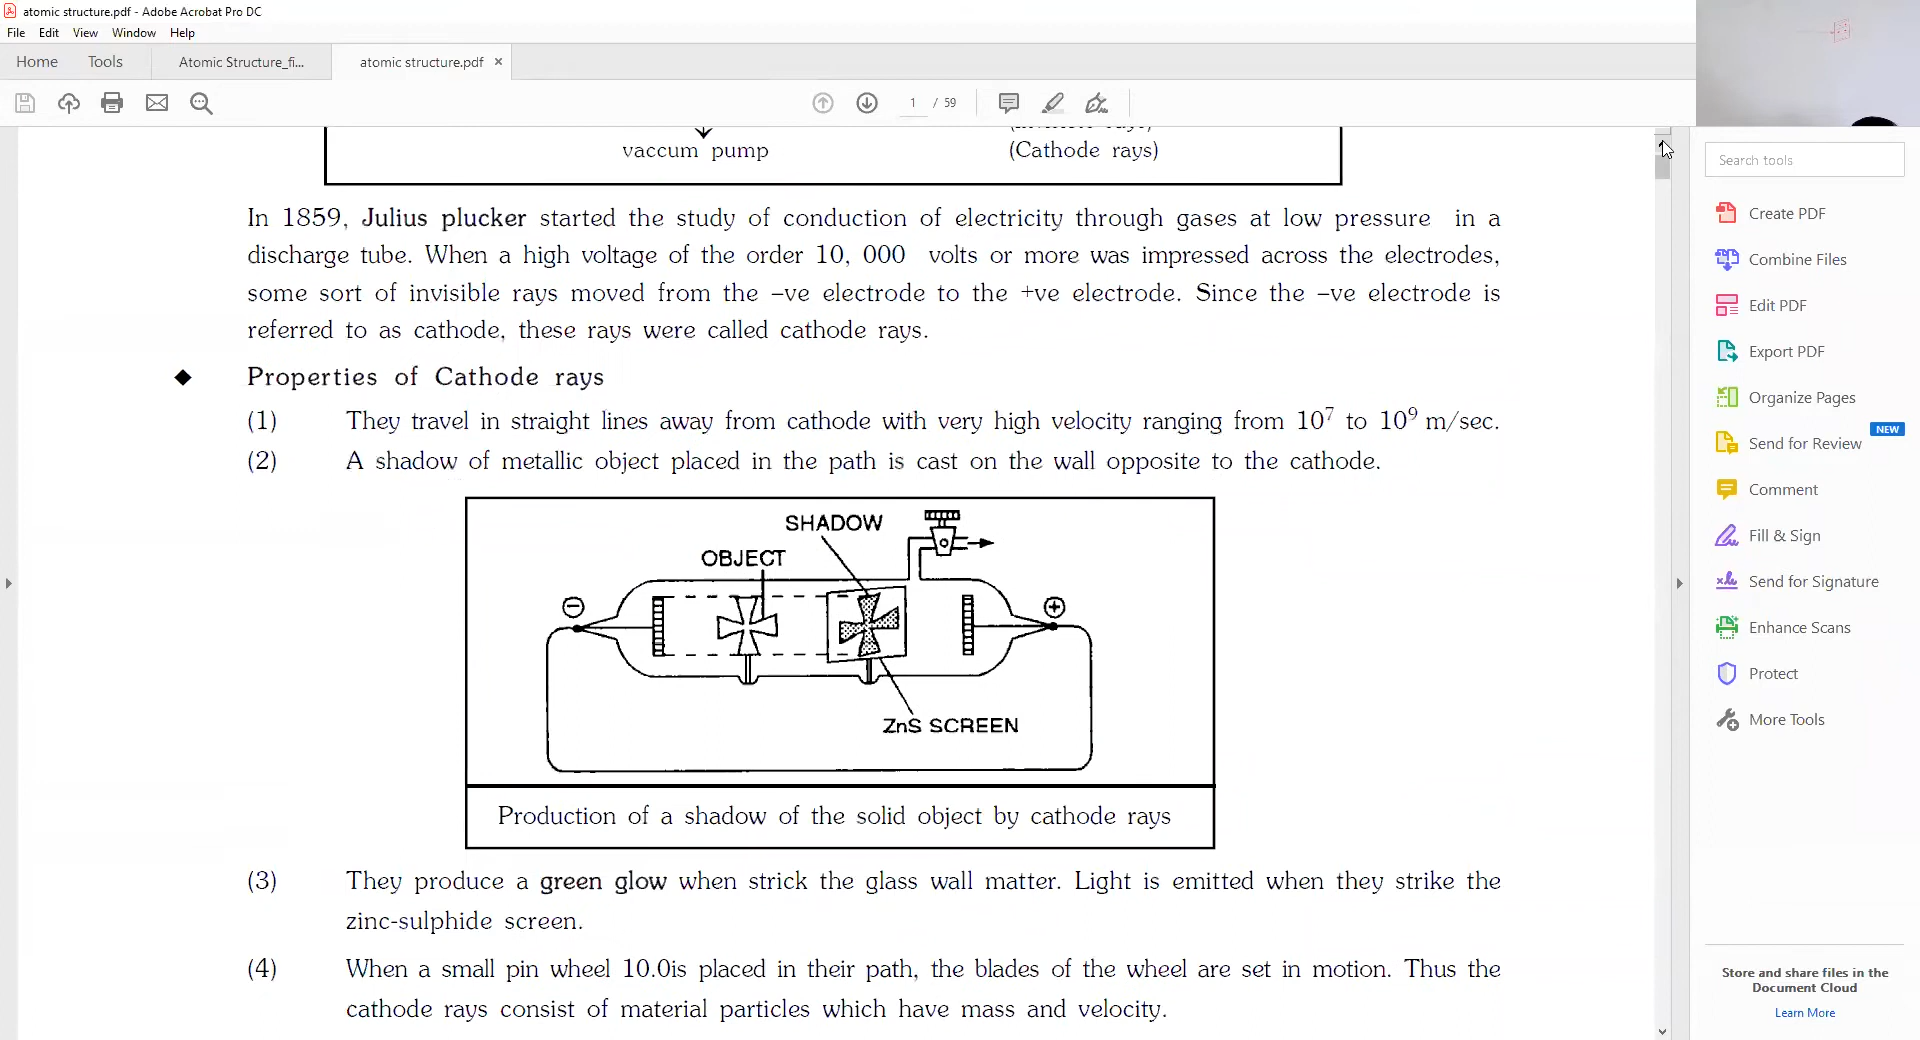 atomic structure.pdf - Adobe Acrobat Pro DC
File Edit View Window Help
Home Tools Atomic Structure_fi... atomic structure.pdf ×
1 / 59
vaccum pump
(Cathode rays)
In 1859, Julius plucker started the study of conduction of electricity through gases at low pressure in a
discharge tube. When a high voltage of the order 10, 000 volts or more was impressed across the electrodes,
some sort of invisible rays moved from the –ve electrode to the +ve electrode. Since the –ve electrode is
referred to as cathode, these rays were called cathode rays.
◆ Properties of Cathode rays
(1) They travel in straight lines away from cathode with very high velocity ranging from 10⁷ to 10⁹ m/sec.
(2) A shadow of metallic object placed in the path is cast on the wall opposite to the cathode.
SHADOW
OBJECT
–
+
ZnS SCREEN
Production of a shadow of the solid object by cathode rays
(3) They produce a green glow when strick the glass wall matter. Light is emitted when they strike the
zinc-sulphide screen.
(4) When a small pin wheel 10.0is placed in their path, the blades of the wheel are set in motion. Thus the
cathode rays consist of material particles which have mass and velocity.
Search tools
Create PDF
Combine Files
Edit PDF
Export PDF
Organize Pages
NEW
Send for Review
Comment
Fill & Sign
Send for Signature
Enhance Scans
Protect
More Tools
Store and share files in the
Document Cloud
Learn More